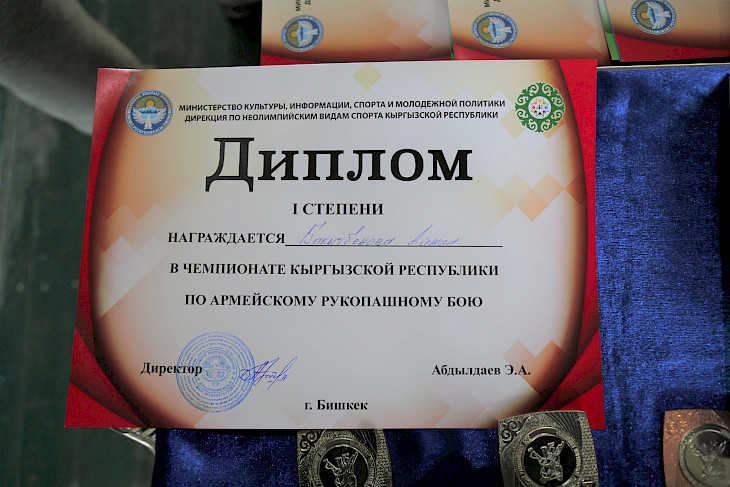 МИНИСТЕРСТВО КУЛЬТУРЫ, ИНФОРМАЦИИ, СПОРТА И МОЛОДЕЖНОЙ ПОЛИТИКИ
ДИРЕКЦИЯ ПО НЕОЛИМПИЙСКИМ ВИДАМ СПОРТА КЫРГЫЗСКОЙ РЕСПУБЛИКИ
Диплом
I СТЕПЕНИ
НАГРАЖДАЕТСЯ
В ЧЕМПИОНАТЕ КЫРГЫЗСКОЙ РЕСПУБЛИКИ
ПО АРМЕЙСКОМУ РУКОПАШНОМУ БОЮ
Директор Абдылдаев Э.А.
г. Бишкек